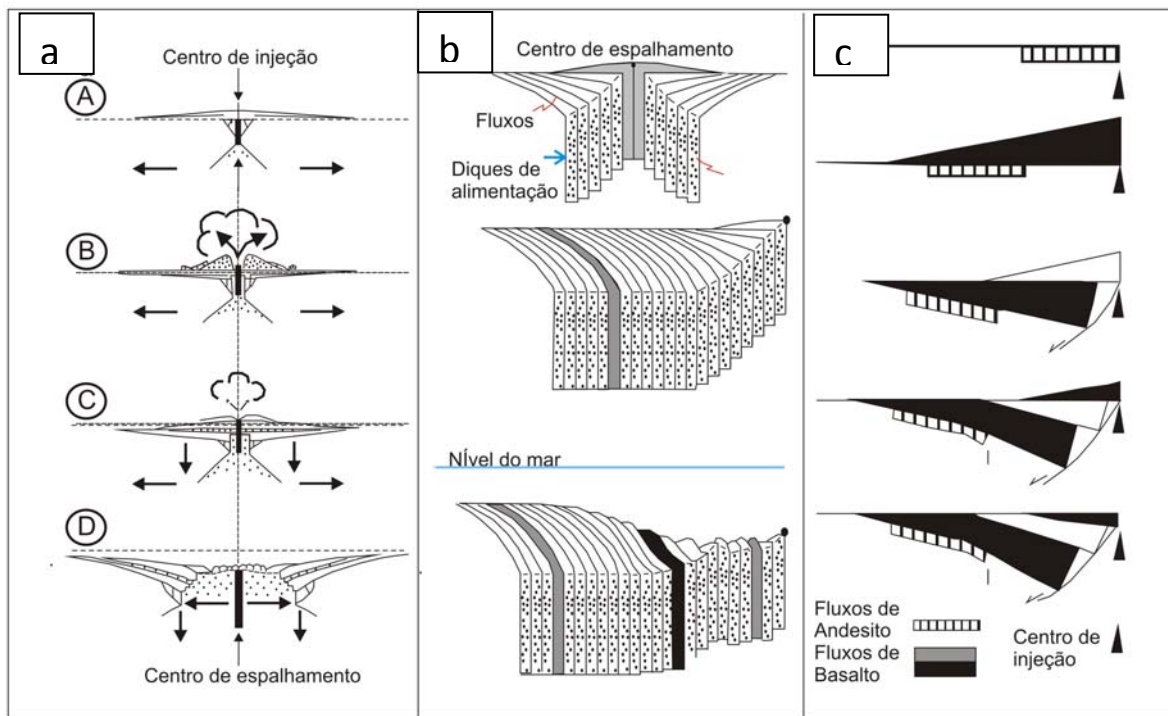 a
Centro de injeção
A
B
C
D
Centro de espalhamento
b
Centro de espalhamento
Fluxos
Diques de
alimentação
NÍvel do mar
c
Fluxos de
Andesito
Fluxos de
Basalto
Centro de
injeção